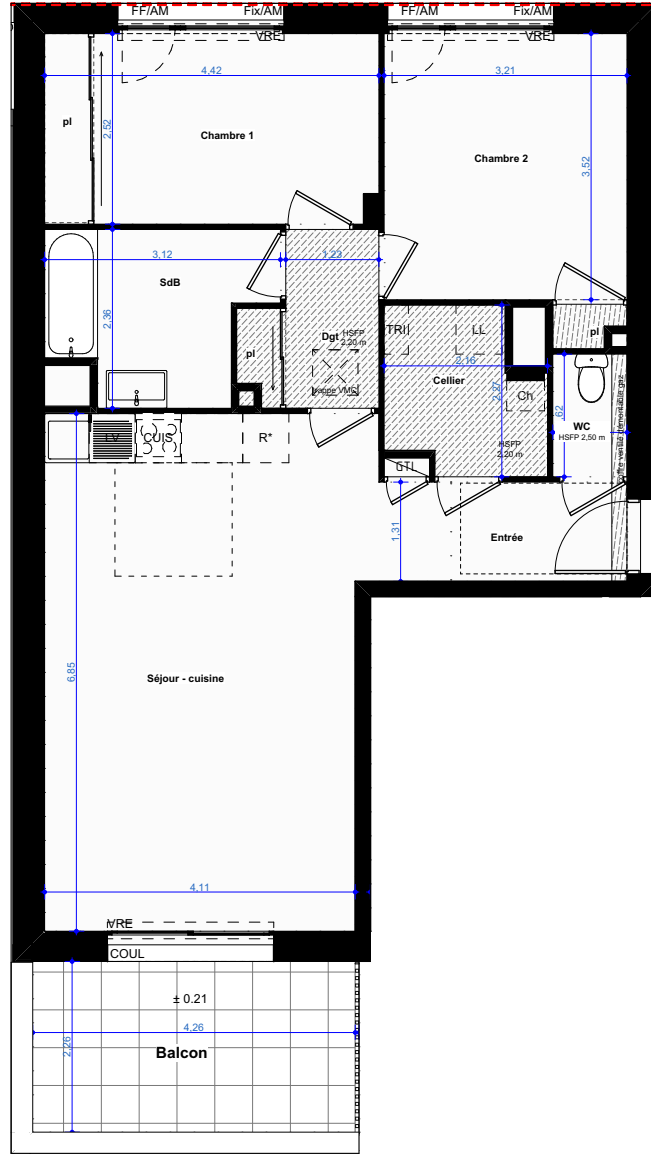 FF/AM
Fix/AM
FF/AM
Fix/AM
VRE
VRE
4,42
3,21
pl
2,52
Chambre 1
Chambre 2
3,52
3,12
1,23
SdB
2,36
Dgt
HSFP
2,20 m
TRI
LL
pl
pl
2,16
Cellier
2,27
Ch
trappe VMC
WC
HSFP 2,50 m
,62
LV
CUIS
R*
HSFP
2,20 m
GTL
1,31
Entrée
6,85
Séjour - cuisine
4,11
VRE
COUL
± 0.21
4,26
2,26
Balcon